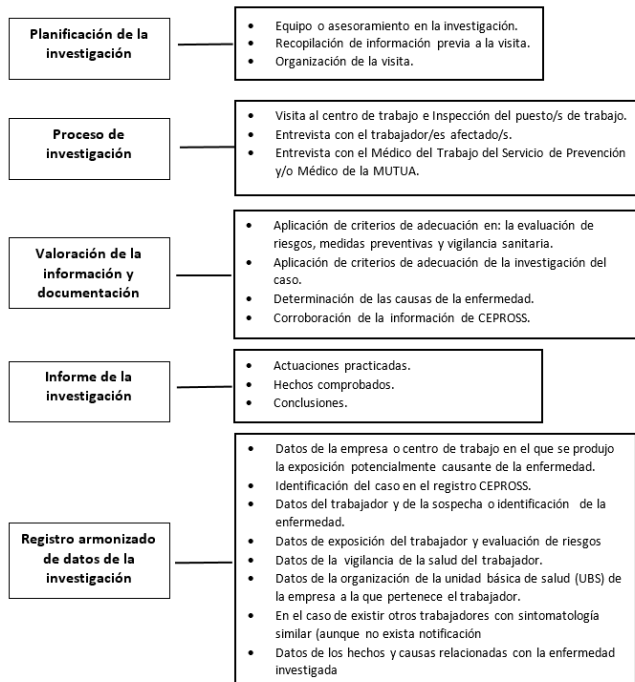 Planificación de la
investigación
• Equipo o asesoramiento en la investigación.
• Recopilación de información previa a la visita.
• Organización de la visita.
Proceso de
investigación
• Visita al centro de trabajo e Inspección del puesto/s de trabajo.
• Entrevista con el trabajador/es afectado/s.
• Entrevista con el Médico del Trabajo del Servicio de Prevención
y/o Médico de la MUTUA.
Valoración de la
información y
documentación
• Aplicación de criterios de adecuación en: la evaluación de
riesgos, medidas preventivas y vigilancia sanitaria.
• Aplicación de criterios de adecuación de la investigación del
caso.
• Determinación de las causas de la enfermedad.
• Corroboración de la información de CEPROSS.
Informe de la
investigación
• Actuaciones practicadas.
• Hechos comprobados.
• Conclusiones.
Registro armonizado
de datos de la
investigación
• Datos de la empresa o centro de trabajo en el que se produjo
la exposición potencialmente causante de la enfermedad.
• Identificación del caso en el registro CEPROSS.
• Datos del trabajador y de la sospecha o identificación de la
enfermedad.
• Datos de exposición del trabajador y evaluación de riesgos
• Datos de la vigilancia de la salud del trabajador.
• Datos de la organización de la unidad básica de salud (UBS) de
la empresa a la que pertenece el trabajador.
• En el caso de existir otros trabajadores con sintomatología
similar (aunque no exista notificación
• Datos de los hechos y causas relacionadas con la enfermedad
investigada